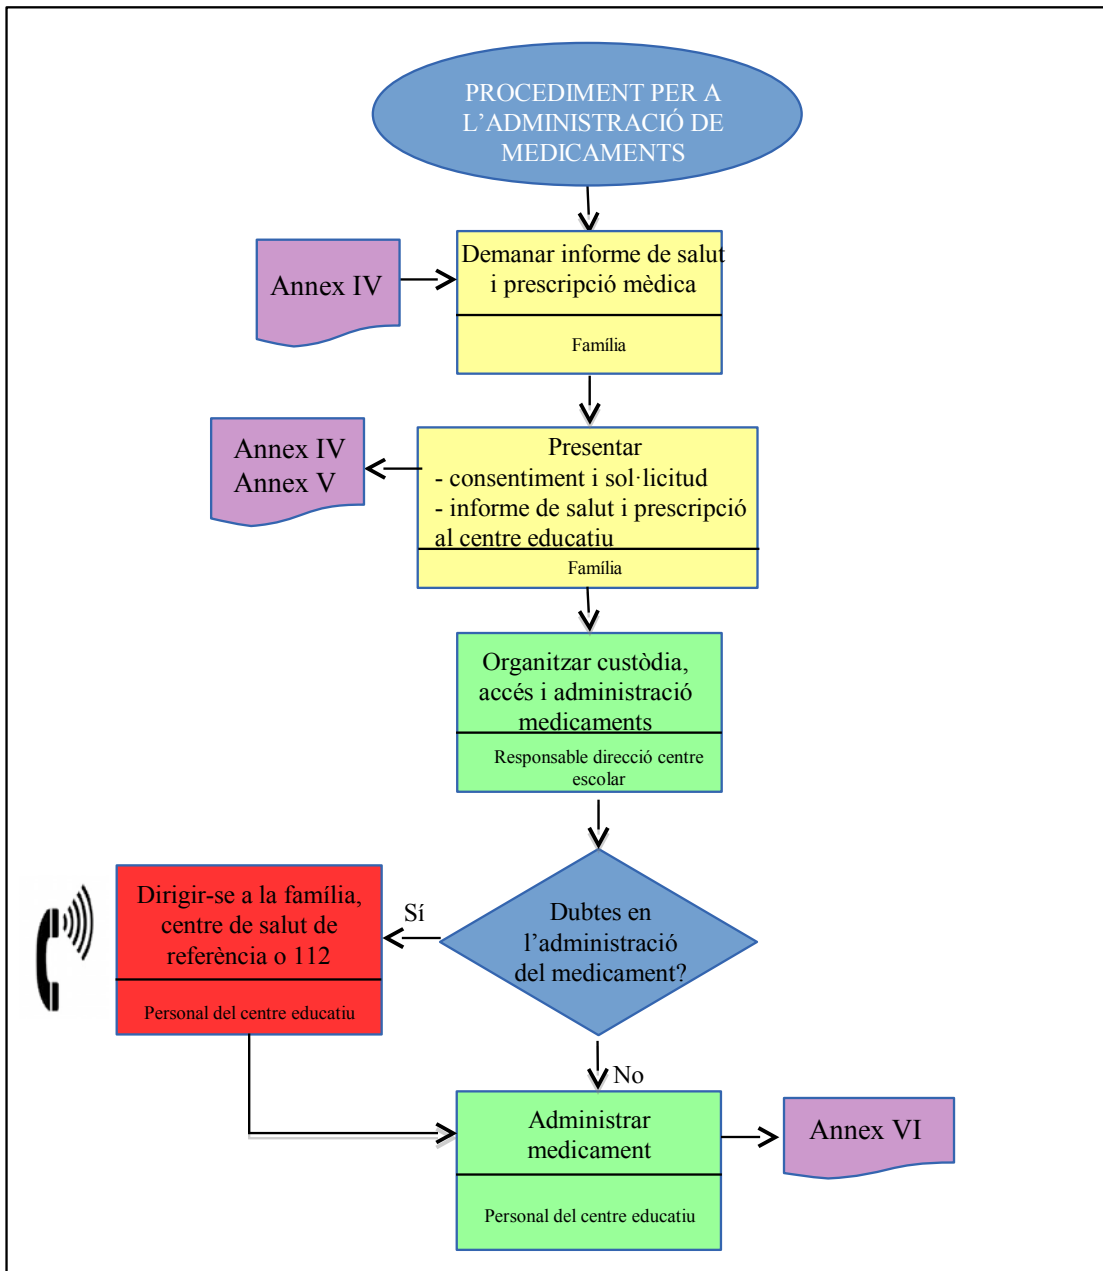 PROCEDIMENT PER A
L'ADMINISTRACIÓ DE
MEDICAMENTS
Annex IV
Demanar informe de salut
i prescripció mèdica
Família
Annex IV
Annex V
Presentar
- consentiment i sol·licitud
- informe de salut i prescripció
al centre educatiu
Família
Organitzar custòdia,
accés i administració
medicaments
Responsable direcció centre
escolar
Dubtes en
l'administració
del medicament?
Sí
Dirigir-se a la família,
centre de salut de
referència o 112
Personal del centre educatiu
No
Administrar
medicament
Personal del centre educatiu
Annex VI